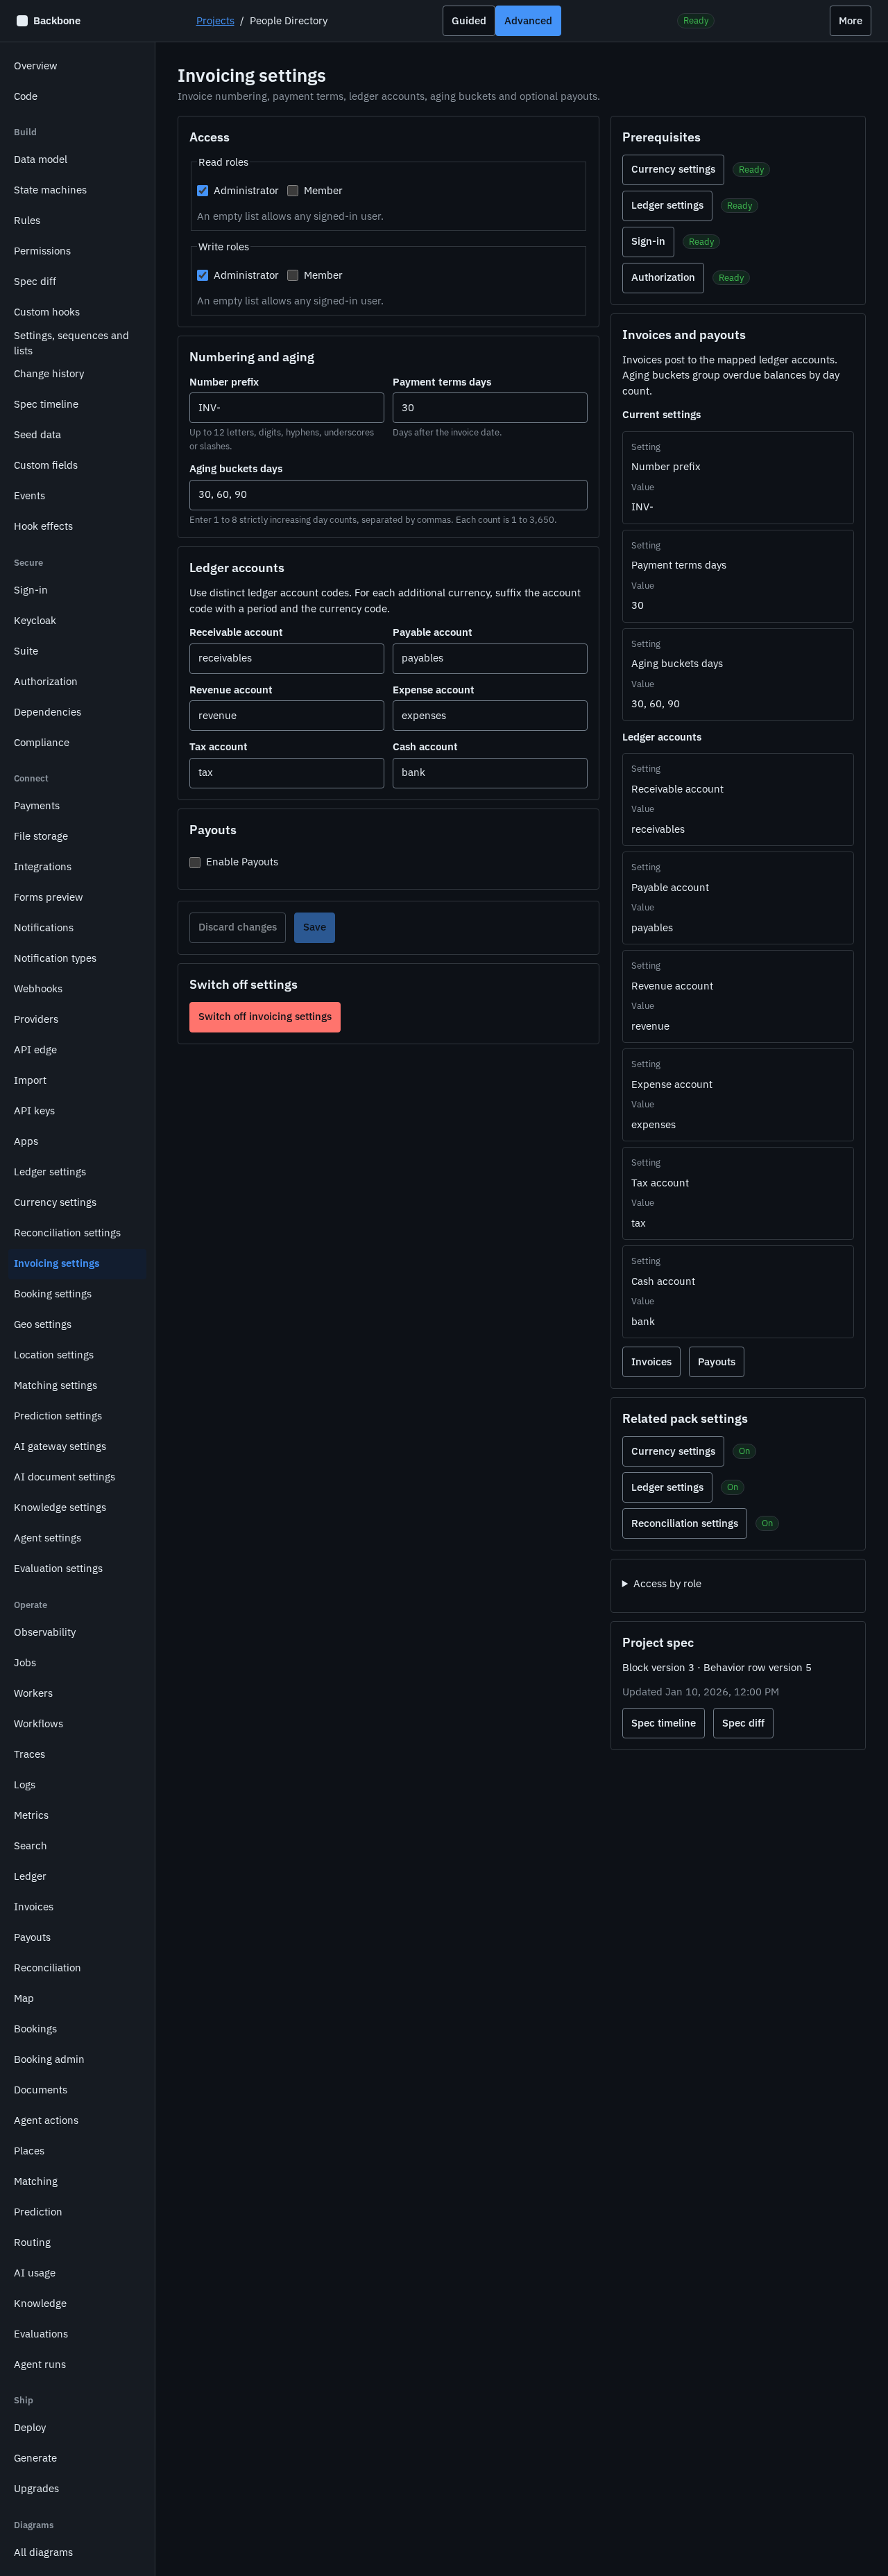 Backbone
Projects / People Directory
Guided
Advanced
Ready
More
Overview
Code
Build
Data model
State machines
Rules
Permissions
Spec diff
Custom hooks
Settings, sequences and
lists
Change history
Spec timeline
Seed data
Custom fields
Events
Hook effects
Secure
Sign-in
Keycloak
Suite
Authorization
Dependencies
Compliance
Connect
Payments
File storage
Integrations
Forms preview
Notifications
Notification types
Webhooks
Providers
API edge
Import
API keys
Apps
Ledger settings
Currency settings
Reconciliation settings
Invoicing settings
Booking settings
Geo settings
Location settings
Matching settings
Prediction settings
AI gateway settings
AI document settings
Knowledge settings
Agent settings
Evaluation settings
Operate
Observability
Jobs
Workers
Workflows
Traces
Logs
Metrics
Search
Ledger
Invoices
Payouts
Reconciliation
Map
Bookings
Booking admin
Documents
Agent actions
Places
Matching
Prediction
Routing
AI usage
Knowledge
Evaluations
Agent runs
Ship
Deploy
Generate
Upgrades
Diagrams
All diagrams
Invoicing settings
Invoice numbering, payment terms, ledger accounts, aging buckets and optional payouts.
Access
Read roles
Administrator Member
An empty list allows any signed-in user.
Write roles
Administrator Member
An empty list allows any signed-in user.
Numbering and aging
Number prefix
INV-
Up to 12 letters, digits, hyphens, underscores
or slashes.
Payment terms days
30
Days after the invoice date.
Aging buckets days
30, 60, 90
Enter 1 to 8 strictly increasing day counts, separated by commas. Each count is 1 to 3,650.
Ledger accounts
Use distinct ledger account codes. For each additional currency, suffix the account
code with a period and the currency code.
Receivable account
receivables
Payable account
payables
Revenue account
revenue
Expense account
expenses
Tax account
tax
Cash account
bank
Payouts
Enable Payouts
Discard changes
Save
Switch off settings
Switch off invoicing settings
Prerequisites
Currency settings Ready
Ledger settings Ready
Sign-in Ready
Authorization Ready
Invoices and payouts
Invoices post to the mapped ledger accounts.
Aging buckets group overdue balances by day
count.
Current settings
Setting
Number prefix
Value
INV-
Setting
Payment terms days
Value
30
Setting
Aging buckets days
Value
30, 60, 90
Ledger accounts
Setting
Receivable account
Value
receivables
Setting
Payable account
Value
payables
Setting
Revenue account
Value
revenue
Setting
Expense account
Value
expenses
Setting
Tax account
Value
tax
Setting
Cash account
Value
bank
Invoices
Payouts
Related pack settings
Currency settings On
Ledger settings On
Reconciliation settings On
Access by role
Project spec
Block version 3 · Behavior row version 5
Updated Jan 10, 2026, 12:00 PM
Spec timeline
Spec diff